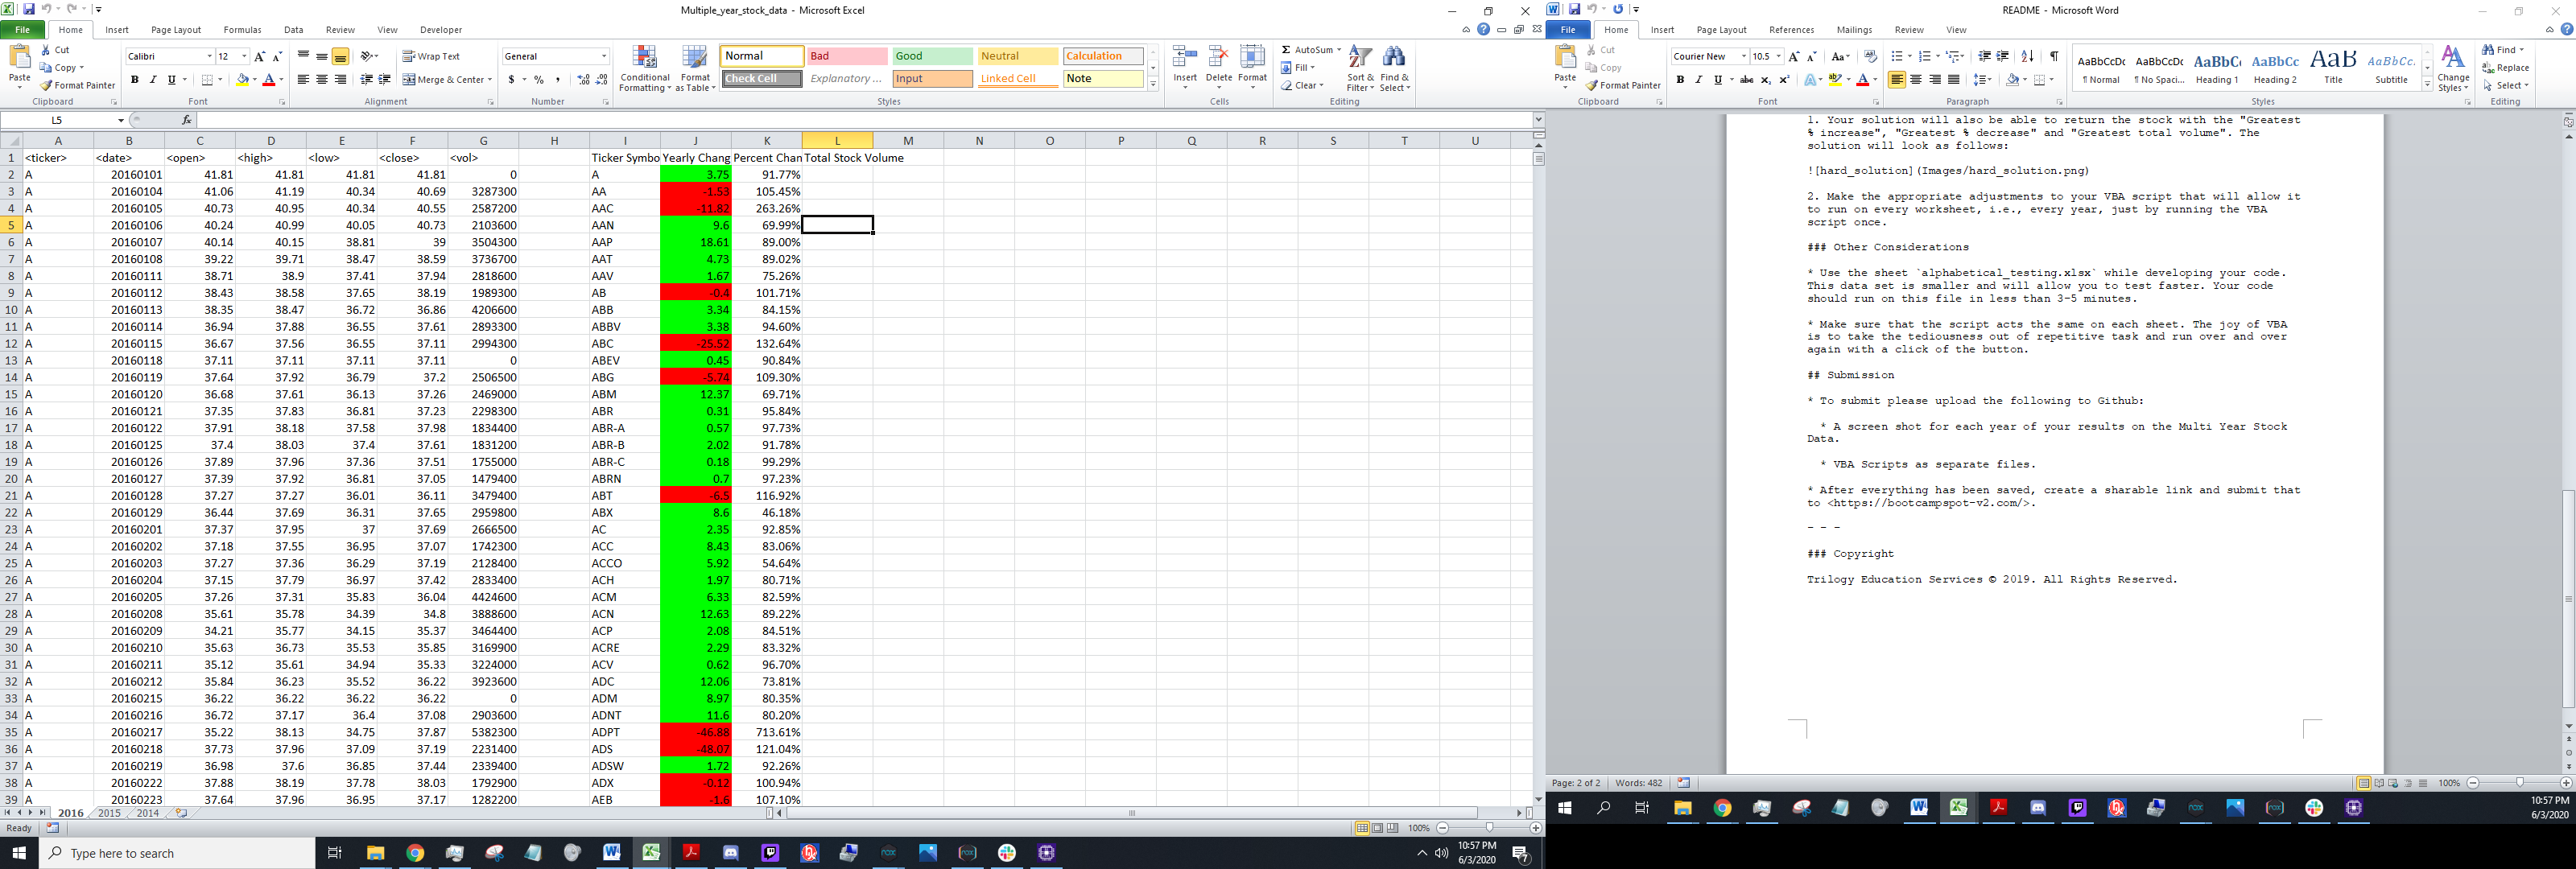 Multiple_year_stock_data - Microsoft Excel
File Home Insert Page Layout Formulas Data Review View Developer
Paste Cut Copy Format Painter Clipboard
Calibri 12 Font
Wrap Text Merge & Center Alignment
General Number
Conditional Formatting Format as Table
Normal Bad Good Neutral Calculation
Check Cell Explanatory ... Input Linked Cell Note
Styles
Insert Delete Format Cells
AutoSum Fill Clear Sort & Filter Find & Select Editing
L5 fx
A B C D E F G H I J K L M N O P Q R S T U
1 <ticker> <date> <open> <high> <low> <close> <vol> Ticker Symbo Yearly Chang Percent Chan Total Stock Volume
2 A 20160101 41.81 41.81 41.81 41.81 0 A 3.75 91.77%
3 A 20160104 41.06 41.19 40.34 40.69 3287300 AA -1.53 105.45%
4 A 20160105 40.73 40.95 40.34 40.55 2587200 AAC -11.82 263.26%
5 A 20160106 40.24 40.99 40.05 40.73 2103600 AAN 9.6 69.99%
6 A 20160107 40.14 40.15 38.81 39 3504300 AAP 18.61 89.00%
7 A 20160108 39.22 39.71 38.47 38.59 3736700 AAT 4.73 89.02%
8 A 20160111 38.71 38.9 37.41 37.94 2818600 AAV 1.67 75.26%
9 A 20160112 38.43 38.58 37.65 38.19 1989300 AB -0.4 101.71%
10 A 20160113 38.35 38.47 36.72 36.86 4206600 ABB 3.34 84.15%
11 A 20160114 36.94 37.88 36.55 37.61 2893300 ABBV 3.38 94.60%
12 A 20160115 36.67 37.56 36.55 37.11 2994300 ABC -25.52 132.64%
13 A 20160118 37.11 37.11 37.11 37.11 0 ABEV 0.45 90.84%
14 A 20160119 37.64 37.92 36.79 37.2 2506500 ABG -5.74 109.30%
15 A 20160120 36.68 37.61 36.13 37.26 2469000 ABM 12.37 69.71%
16 A 20160121 37.35 37.83 36.81 37.23 2298300 ABR 0.31 95.84%
17 A 20160122 37.91 38.18 37.58 37.98 1834400 ABR-A 0.57 97.73%
18 A 20160125 37.4 38.03 37.4 37.61 1831200 ABR-B 2.02 91.78%
19 A 20160126 37.89 37.96 37.36 37.51 1755000 ABR-C 0.18 99.29%
20 A 20160127 37.39 37.92 36.81 37.05 1479400 ABRN 0.7 97.23%
21 A 20160128 37.27 37.27 36.01 36.11 3479400 ABT -6.5 116.92%
22 A 20160129 36.44 37.69 36.31 37.65 2959800 ABX 8.6 46.18%
23 A 20160201 37.37 37.95 37 37.69 2666500 AC 2.35 92.85%
24 A 20160202 37.18 37.55 36.95 37.07 1742300 ACC 8.43 83.06%
25 A 20160203 37.27 37.36 36.29 37.19 2128400 ACCO 5.92 54.64%
26 A 20160204 37.15 37.79 36.97 37.42 2833400 ACH 1.97 80.71%
27 A 20160205 37.26 37.31 35.83 36.04 4424600 ACM 6.33 82.59%
28 A 20160208 35.61 35.78 34.39 34.8 3888600 ACN 12.63 89.22%
29 A 20160209 34.21 35.77 34.15 35.37 3464400 ACP 2.08 84.51%
30 A 20160210 35.63 36.73 35.53 35.85 3169900 ACRE 2.29 83.32%
31 A 20160211 35.12 35.61 34.94 35.33 3224000 ACV 0.62 96.70%
32 A 20160212 35.84 36.23 35.52 36.22 3923600 ADC 12.06 73.81%
33 A 20160215 36.22 36.22 36.22 36.22 0 ADM 8.97 80.35%
34 A 20160216 36.72 37.17 36.4 37.08 2903600 ADNT 11.6 80.20%
35 A 20160217 35.22 38.13 34.75 37.87 5382300 ADPT -46.88 713.61%
36 A 20160218 37.73 37.96 37.09 37.19 2231400 ADS -48.07 121.04%
37 A 20160219 36.98 37.6 36.85 37.44 2339400 ADSW 1.72 92.26%
38 A 20160222 37.88 38.19 37.78 38.03 1792900 ADX -0.12 100.94%
39 A 20160223 37.64 37.96 36.95 37.17 1282200 AEB -1.6 107.10%
2016 2015 2014
Ready 100%
Type here to search
10:57 PM
6/3/2020
7
README - Microsoft Word
File Home Insert Page Layout References Mailings Review View
Paste Cut Copy Format Painter Clipboard
Courier New 10.5 Font
Paragraph
AaBbCcDc AaBbCcDc AaBbC AaBbCc AaB AaBbCc.
¶ Normal ¶ No Spaci... Heading 1 Heading 2 Title Subtitle
Styles
Change Styles
Find Replace Select Editing
1. Your solution will also be able to return the stock with the "Greatest
% increase", "Greatest % decrease" and "Greatest total volume". The
solution will look as follows:
![hard_solution](Images/hard_solution.png)
2. Make the appropriate adjustments to your VBA script that will allow it
to run on every worksheet, i.e., every year, just by running the VBA
script once.
### Other Considerations
* Use the sheet `alphabetical_testing.xlsx` while developing your code.
This data set is smaller and will allow you to test faster. Your code
should run on this file in less than 3-5 minutes.
* Make sure that the script acts the same on each sheet. The joy of VBA
is to take the tediousness out of repetitive task and run over and over
again with a click of the button.
## Submission
* To submit please upload the following to Github:
* A screen shot for each year of your results on the Multi Year Stock
Data.
* VBA Scripts as separate files.
* After everything has been saved, create a sharable link and submit that
to <https://bootcampspot-v2.com/>.
- - -
### Copyright
Trilogy Education Services © 2019. All Rights Reserved.
Page: 2 of 2 Words: 482 100%
10:57 PM
6/3/2020